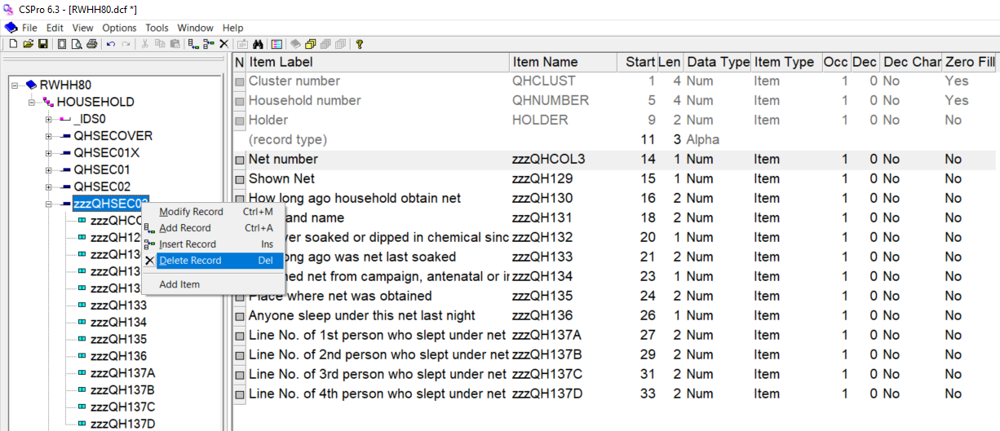 CSPro 6.3 - [RWHH80.dcf *]
File Edit View Options Tools Window Help
RWHH80
HOUSEHOLD
_IDS0
QHSECOVER
QHSEC01X
QHSEC01
QHSEC02
zzzQHSEC0
zzzQHCO
zzzQH12
zzzQH13
zzzQH13
zzzQH13
zzzQH133
zzzQH134
zzzQH135
zzzQH136
zzzQH137A
zzzQH137B
zzzQH137C
zzzQH137D
Modify Record Ctrl+M
Add Record Ctrl+A
Insert Record Ins
Delete Record Del
Add Item
N Item Label Item Name Start Len Data Type Item Type Occ Dec Dec Char Zero Fill
Cluster number QHCLUST 1 4 Num Item 1 0 No Yes
Household number QHNUMBER 5 4 Num Item 1 0 No Yes
Holder HOLDER 9 2 Num Item 1 0 No No
(record type) 11 3 Alpha
Net number zzzQHCOL3 14 1 Num Item 1 0 No No
Shown Net zzzQH129 15 1 Num Item 1 0 No No
How long ago household obtain net zzzQH130 16 2 Num Item 1 0 No No
and name zzzQH131 18 2 Num Item 1 0 No No
ver soaked or dipped in chemical sinc zzzQH132 20 1 Num Item 1 0 No No
ong ago was net last soaked zzzQH133 21 2 Num Item 1 0 No No
ned net from campaign, antenatal or ir zzzQH134 23 1 Num Item 1 0 No No
Place where net was obtained zzzQH135 24 2 Num Item 1 0 No No
Anyone sleep under this net last night zzzQH136 26 1 Num Item 1 0 No No
Line No. of 1st person who slept under net zzzQH137A 27 2 Num Item 1 0 No No
Line No. of 2nd person who slept under net zzzQH137B 29 2 Num Item 1 0 No No
Line No. of 3rd person who slept under net zzzQH137C 31 2 Num Item 1 0 No No
Line No. of 4th person who slept under net zzzQH137D 33 2 Num Item 1 0 No No